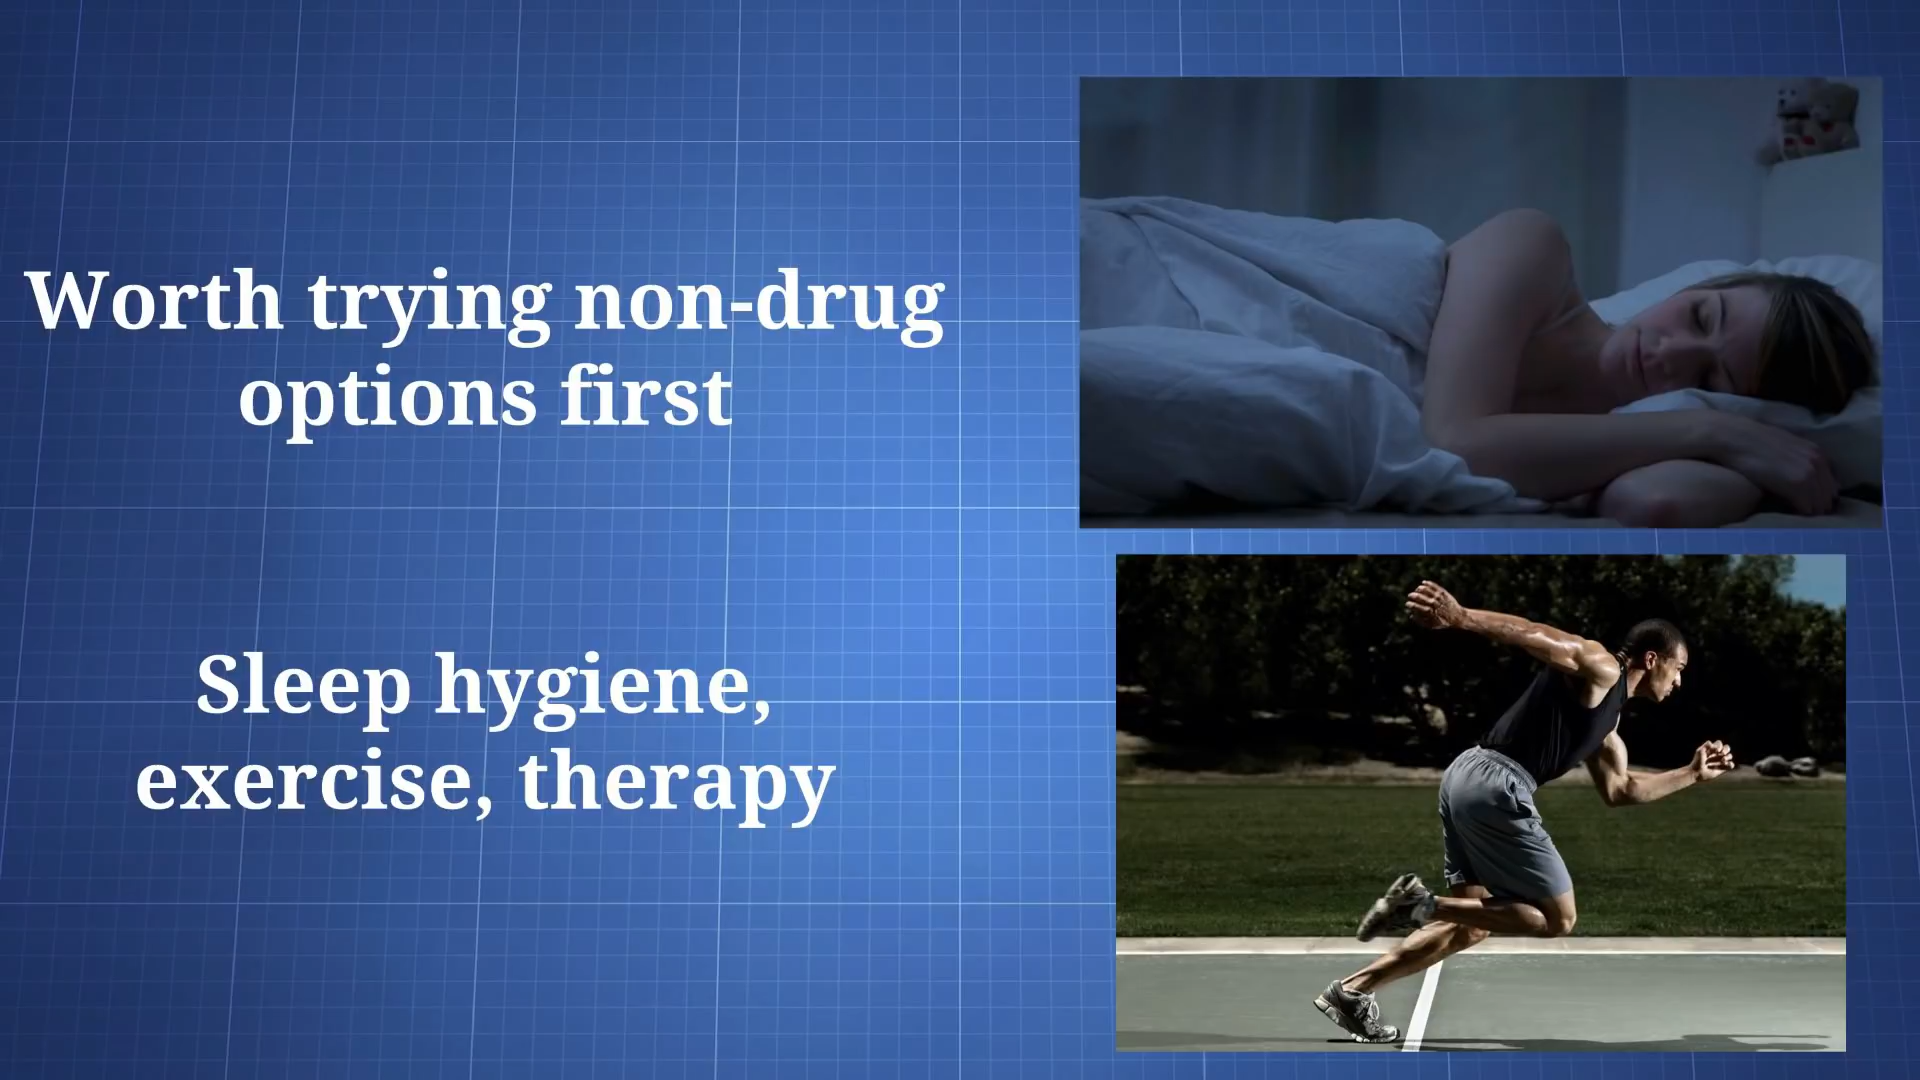 Worth trying non-drug
options first
Sleep hygiene,
exercise, therapy